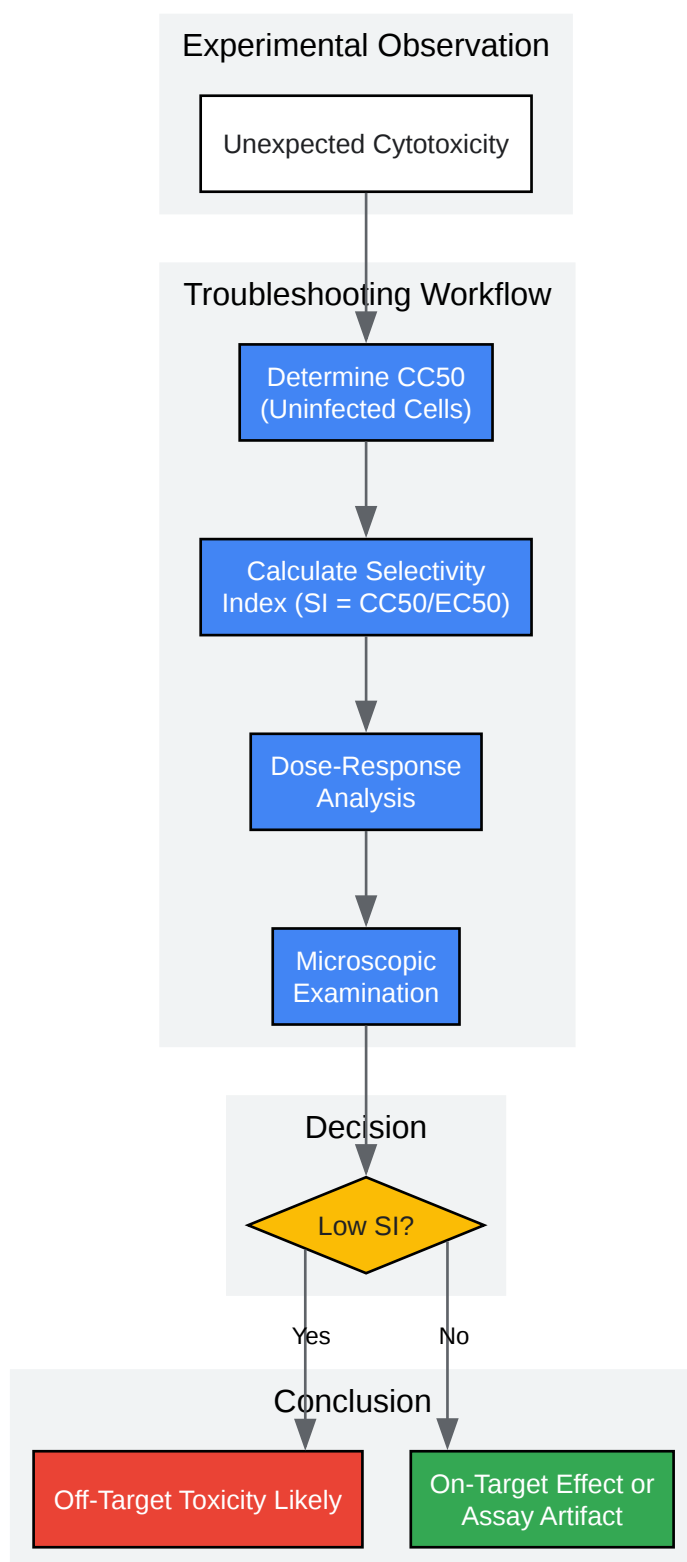 Experimental Observation
Unexpected Cytotoxicity
Troubleshooting Workflow
Determine CC50
(Uninfected Cells)
Calculate Selectivity
Index (SI = CC50/EC50)
Dose-Response
Analysis
Microscopic
Examination
Decision
Low SI?
Yes
No
Conclusion
Off-Target Toxicity Likely
On-Target Effect or
Assay Artifact